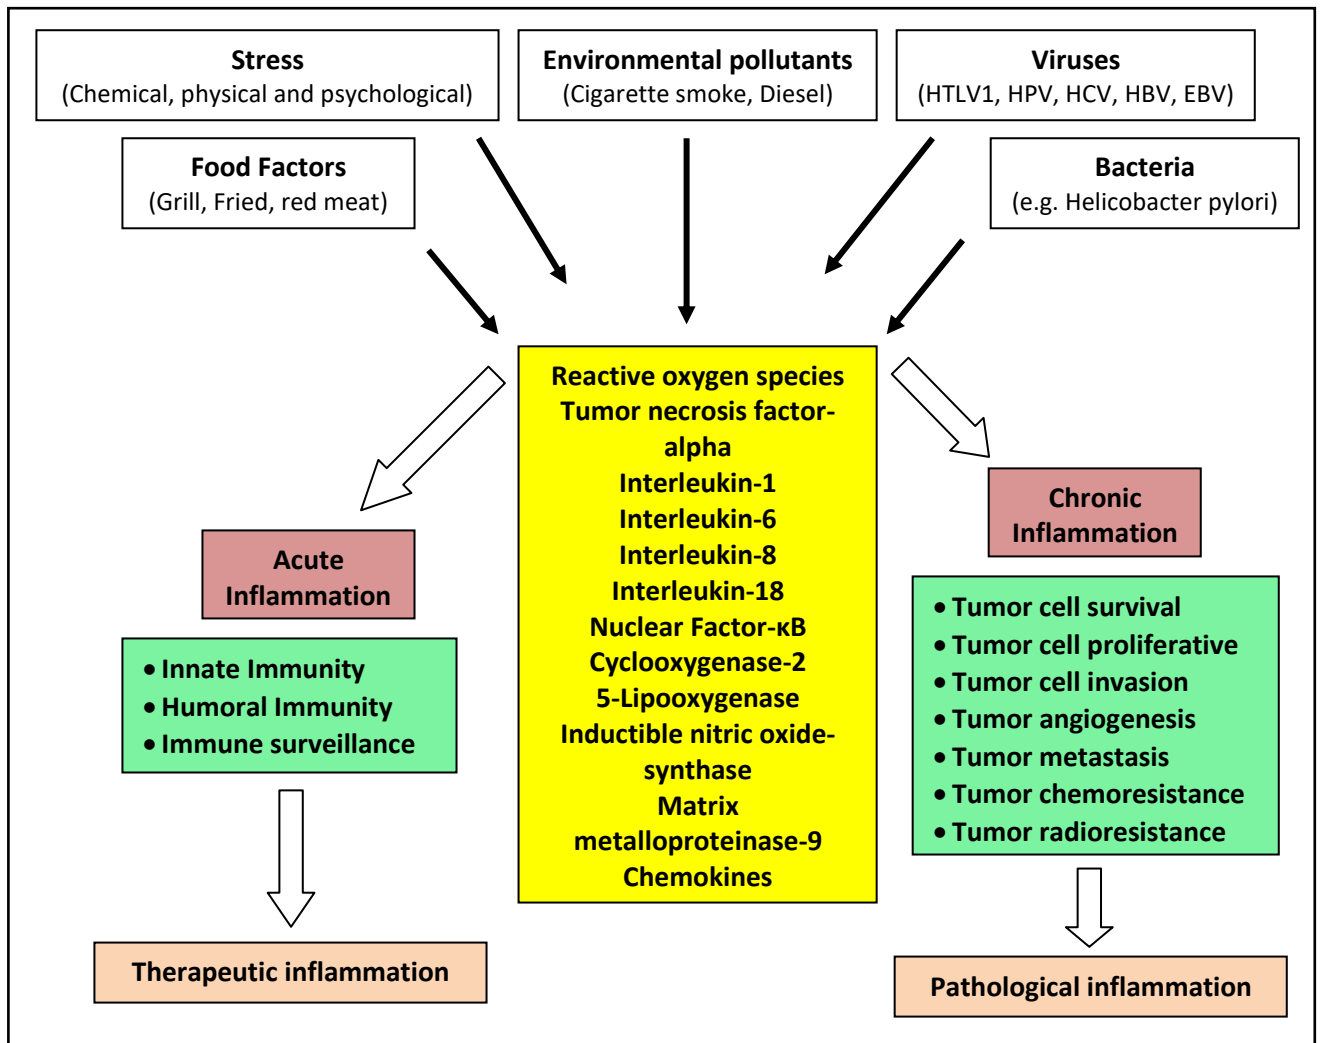 Stress
(Chemical, physical and psychological)
Environmental pollutants
(Cigarette smoke, Diesel)
Viruses
(HTLV1, HPV, HCV, HBV, EBV)
Food Factors
(Grill, Fried, red meat)
Bacteria
(e.g. Helicobacter pylori)
Reactive oxygen species
Tumor necrosis factor-
alpha
Interleukin-1
Interleukin-6
Interleukin-8
Interleukin-18
Nuclear Factor-κB
Cyclooxygenase-2
5-Lipooxygenase
Inductible nitric oxide-
synthase
Matrix
metalloproteinase-9
Chemokines
Acute
Inflammation
• Innate Immunity
• Humoral Immunity
• Immune surveillance
Therapeutic inflammation
Chronic
Inflammation
• Tumor cell survival
• Tumor cell proliferative
• Tumor cell invasion
• Tumor angiogenesis
• Tumor metastasis
• Tumor chemoresistance
• Tumor radioresistance
Pathological inflammation